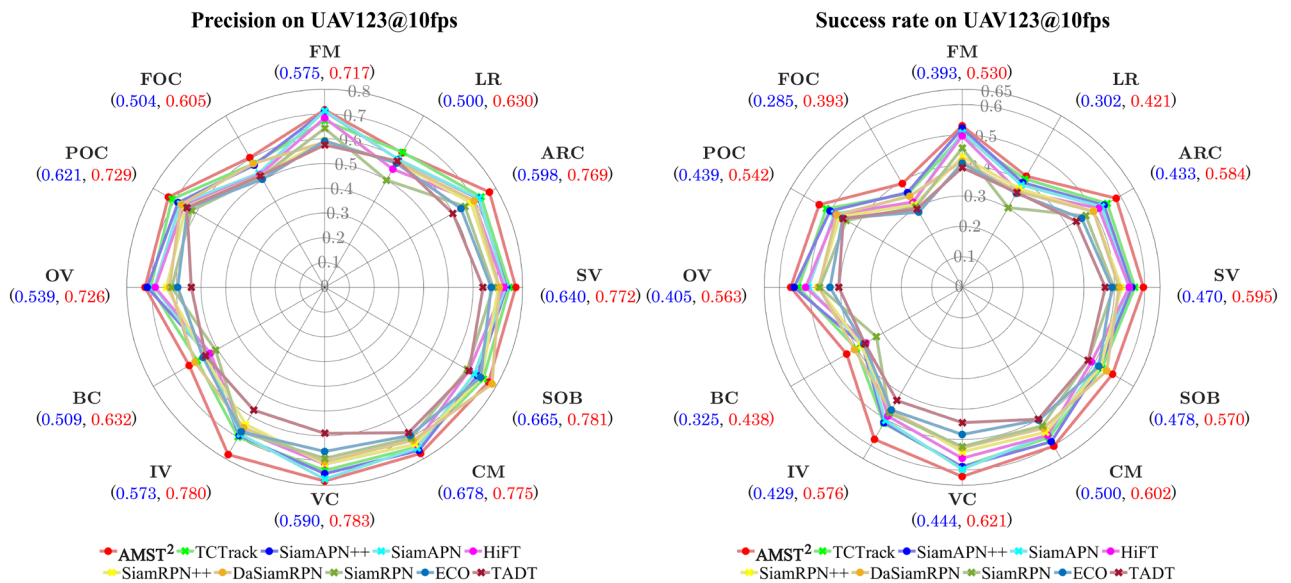 Precision on UAV123@10fps
FM
(0.575, 0.717)
FOC
(0.504, 0.605)
LR
(0.500, 0.630)
POC
(0.621, 0.729)
ARC
(0.598, 0.769)
OV
(0.539, 0.726)
SV
(0.640, 0.772)
BC
(0.509, 0.632)
SOB
(0.665, 0.781)
IV
(0.573, 0.780)
CM
(0.678, 0.775)
VC
(0.590, 0.783)
0.8
0.7
0.5
0.3
0.2
0.1
0
AMST² TCTrack SiamAPN++ SiamAPN HiFT
SiamRPN++ DaSiamRPN SiamRPN ECO TADT
Success rate on UAV123@10fps
FM
(0.393, 0.530)
FOC
(0.285, 0.393)
LR
(0.302, 0.421)
POC
(0.439, 0.542)
ARC
(0.433, 0.584)
OV
(0.405, 0.563)
SV
(0.470, 0.595)
BC
(0.325, 0.438)
SOB
(0.478, 0.570)
IV
(0.429, 0.576)
CM
(0.500, 0.602)
VC
(0.444, 0.621)
0.65
0.6
0.5
0.3
0.2
0.1
0
AMST² TCTrack SiamAPN++ SiamAPN HiFT
SiamRPN++ DaSiamRPN SiamRPN ECO TADT